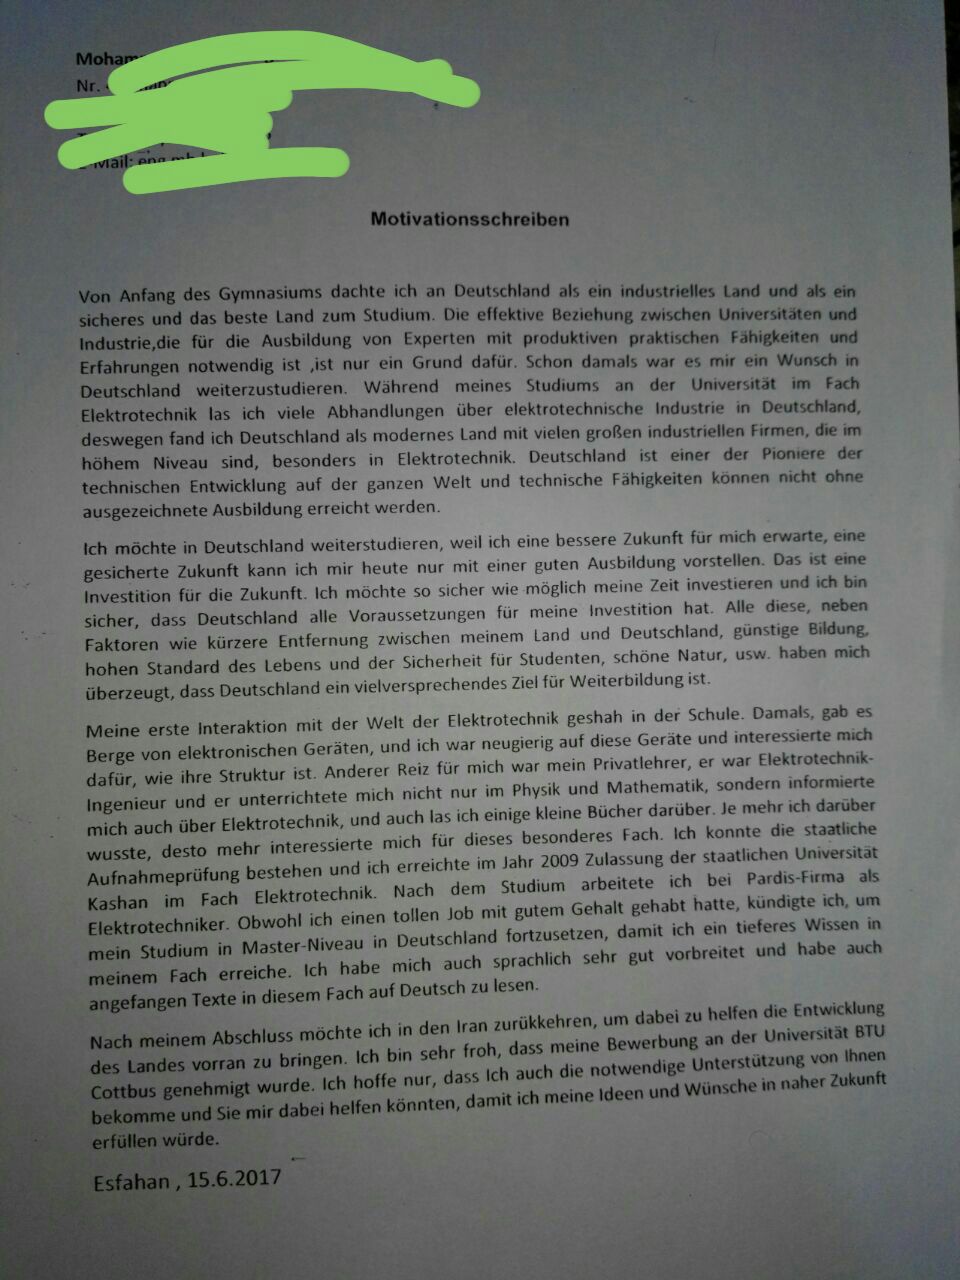 Moham
Nr.
E-Mail: eng.mb.
Motivationsschreiben
Von Anfang des Gymnasiums dachte ich an Deutschland als ein industrielles Land und als ein
sicheres und das beste Land zum Studium. Die effektive Beziehung zwischen Universitäten und
Industrie,die für die Ausbildung von Experten mit produktiven praktischen Fähigkeiten und
Erfahrungen notwendig ist ,ist nur ein Grund dafür. Schon damals war es mir ein Wunsch in
Deutschland weiterzustudieren. Während meines Studiums an der Universität im Fach
Elektrotechnik las ich viele Abhandlungen über elektrotechnische Industrie in Deutschland,
deswegen fand ich Deutschland als modernes Land mit vielen großen industriellen Firmen, die im
höhem Niveau sind, besonders in Elektrotechnik. Deutschland ist einer der Pioniere der
technischen Entwicklung auf der ganzen Welt und technische Fähigkeiten können nicht ohne
ausgezeichnete Ausbildung erreicht werden.
Ich möchte in Deutschland weiterstudieren, weil ich eine bessere Zukunft für mich erwarte, eine
gesicherte Zukunft kann ich mir heute nur mit einer guten Ausbildung vorstellen. Das ist eine
Investition für die Zukunft. Ich möchte so sicher wie möglich meine Zeit investieren und ich bin
sicher, dass Deutschland alle Voraussetzungen für meine Investition hat. Alle diese, neben
Faktoren wie kürzere Entfernung zwischen meinem Land und Deutschland, günstige Bildung,
hohen Standard des Lebens und der Sicherheit für Studenten, schöne Natur, usw. haben mich
überzeugt, dass Deutschland ein vielversprechendes Ziel für Weiterbildung ist.
Meine erste Interaktion mit der Welt der Elektrotechnik geshah in der Schule. Damals, gab es
Berge von elektronischen Geräten, und ich war neugierig auf diese Geräte und interessierte mich
dafür, wie ihre Struktur ist. Anderer Reiz für mich war mein Privatlehrer, er war Elektrotechnik-
Ingenieur und er unterrichtete mich nicht nur im Physik und Mathematik, sondern informierte
mich auch über Elektrotechnik, und auch las ich einige kleine Bücher darüber. Je mehr ich darüber
wusste, desto mehr interessierte mich für dieses besonderes Fach. Ich konnte die staatliche
Aufnahmeprüfung bestehen und ich erreichte im Jahr 2009 Zulassung der staatlichen Universität
Kashan im Fach Elektrotechnik. Nach dem Studium arbeitete ich bei Pardis-Firma als
Elektrotechniker. Obwohl ich einen tollen Job mit gutem Gehalt gehabt hatte, kündigte ich, um
mein Studium in Master-Niveau in Deutschland fortzusetzen, damit ich ein tieferes Wissen in
meinem Fach erreiche. Ich habe mich auch sprachlich sehr gut vorbreitet und habe auch
angefangen Texte in diesem Fach auf Deutsch zu lesen.
Nach meinem Abschluss möchte ich in den Iran zurükkehren, um dabei zu helfen die Entwicklung
des Landes vorran zu bringen. Ich bin sehr froh, dass meine Bewerbung an der Universität BTU
Cottbus genehmigt wurde. Ich hoffe nur, dass Ich auch die notwendige Unterstützung von Ihnen
bekomme und Sie mir dabei helfen könnten, damit ich meine Ideen und Wünsche in naher Zukunft
erfüllen würde.
Esfahan , 15.6.2017